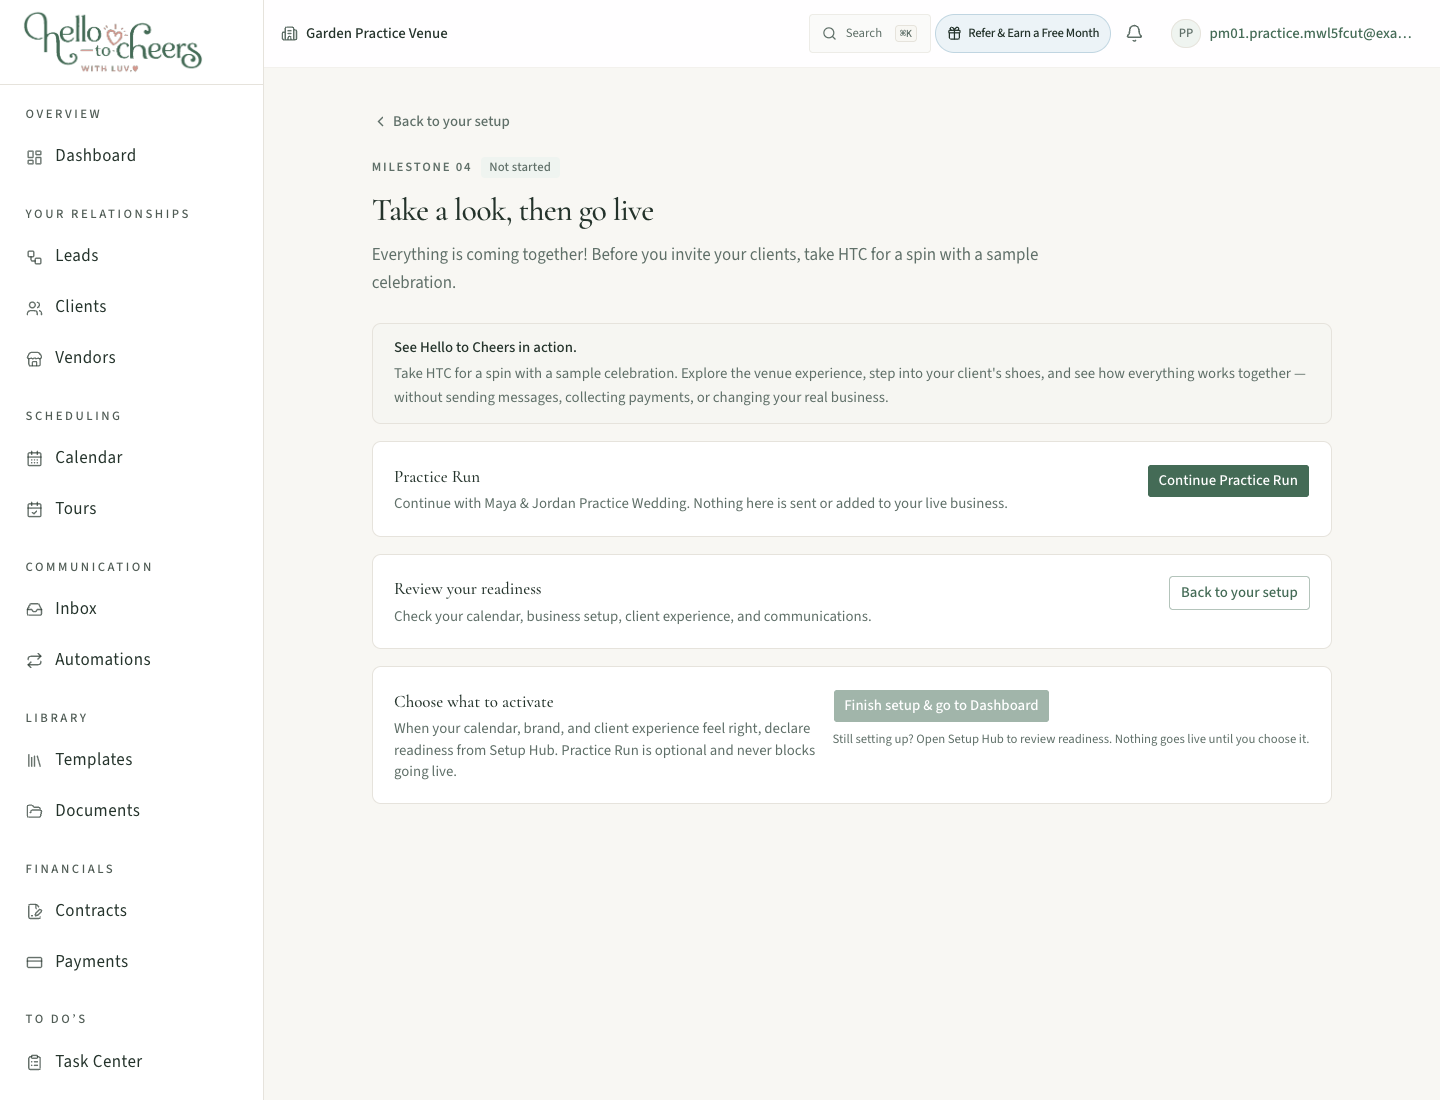 hello
to cheers
WITH LUV.
Garden Practice Venue
Search
⌘K
Refer & Earn a Free Month
PP
pm01.practice.mwl5fcut@exa...
OVERVIEW
Dashboard
YOUR RELATIONSHIPS
Leads
Clients
Vendors
SCHEDULING
Calendar
Tours
COMMUNICATION
Inbox
Automations
LIBRARY
Templates
Documents
FINANCIALS
Contracts
Payments
TO DO'S
Task Center
Back to your setup
MILESTONE 04
Not started
Take a look, then go live
Everything is coming together! Before you invite your clients, take HTC for a spin with a sample
celebration.
See Hello to Cheers in action.
Take HTC for a spin with a sample celebration. Explore the venue experience, step into your client's shoes, and see how everything works together —
without sending messages, collecting payments, or changing your real business.
Practice Run
Continue with Maya & Jordan Practice Wedding. Nothing here is sent or added to your live business.
Continue Practice Run
Review your readiness
Check your calendar, business setup, client experience, and communications.
Back to your setup
Choose what to activate
When your calendar, brand, and client experience feel right, declare
readiness from Setup Hub. Practice Run is optional and never blocks
going live.
Finish setup & go to Dashboard
Still setting up? Open Setup Hub to review readiness. Nothing goes live until you choose it.